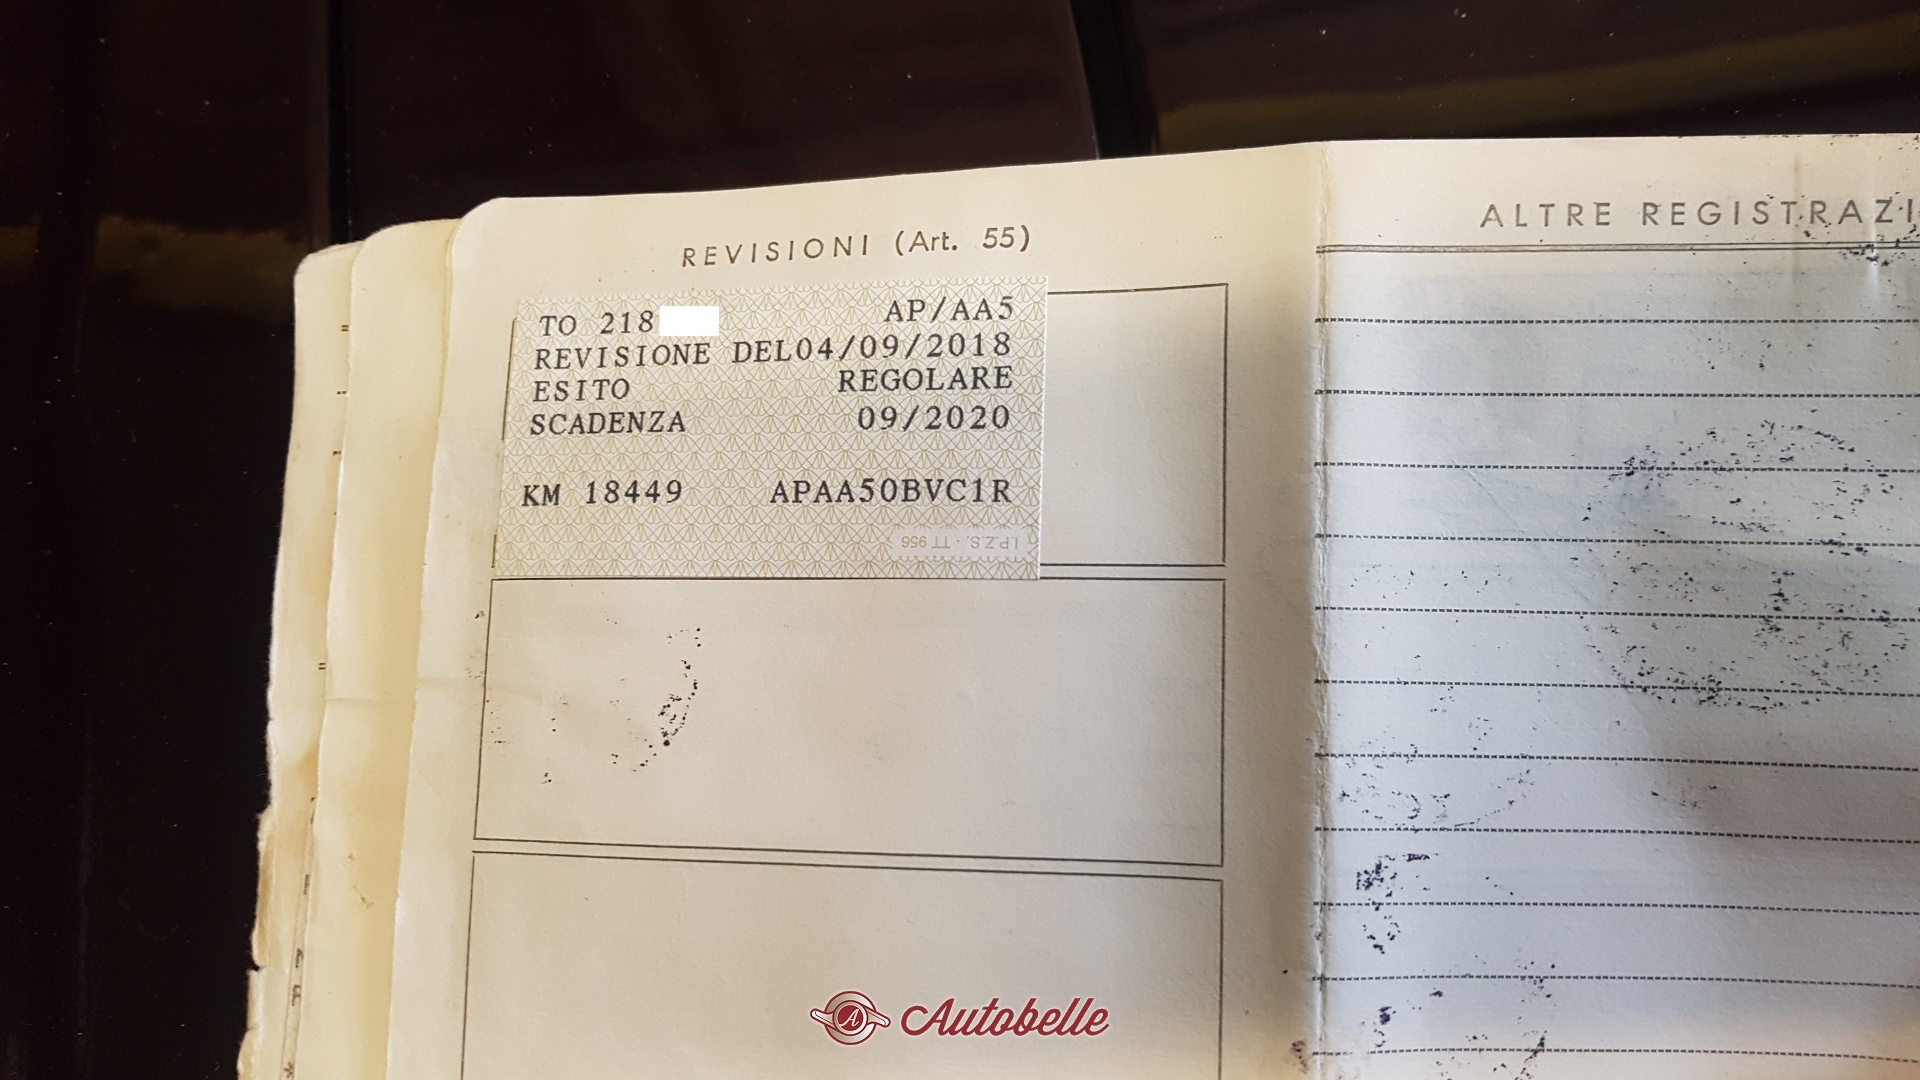 REVISIONI (Art. 55)
TO 218 AP/AA5
REVISIONE DEL04/09/2018
ESITO REGOLARE
SCADENZA 09/2020
KM 18449 APAA50BVC1R
I.P.Z.S. - TT 956
ALTRE REGISTRAZI
Autobelle